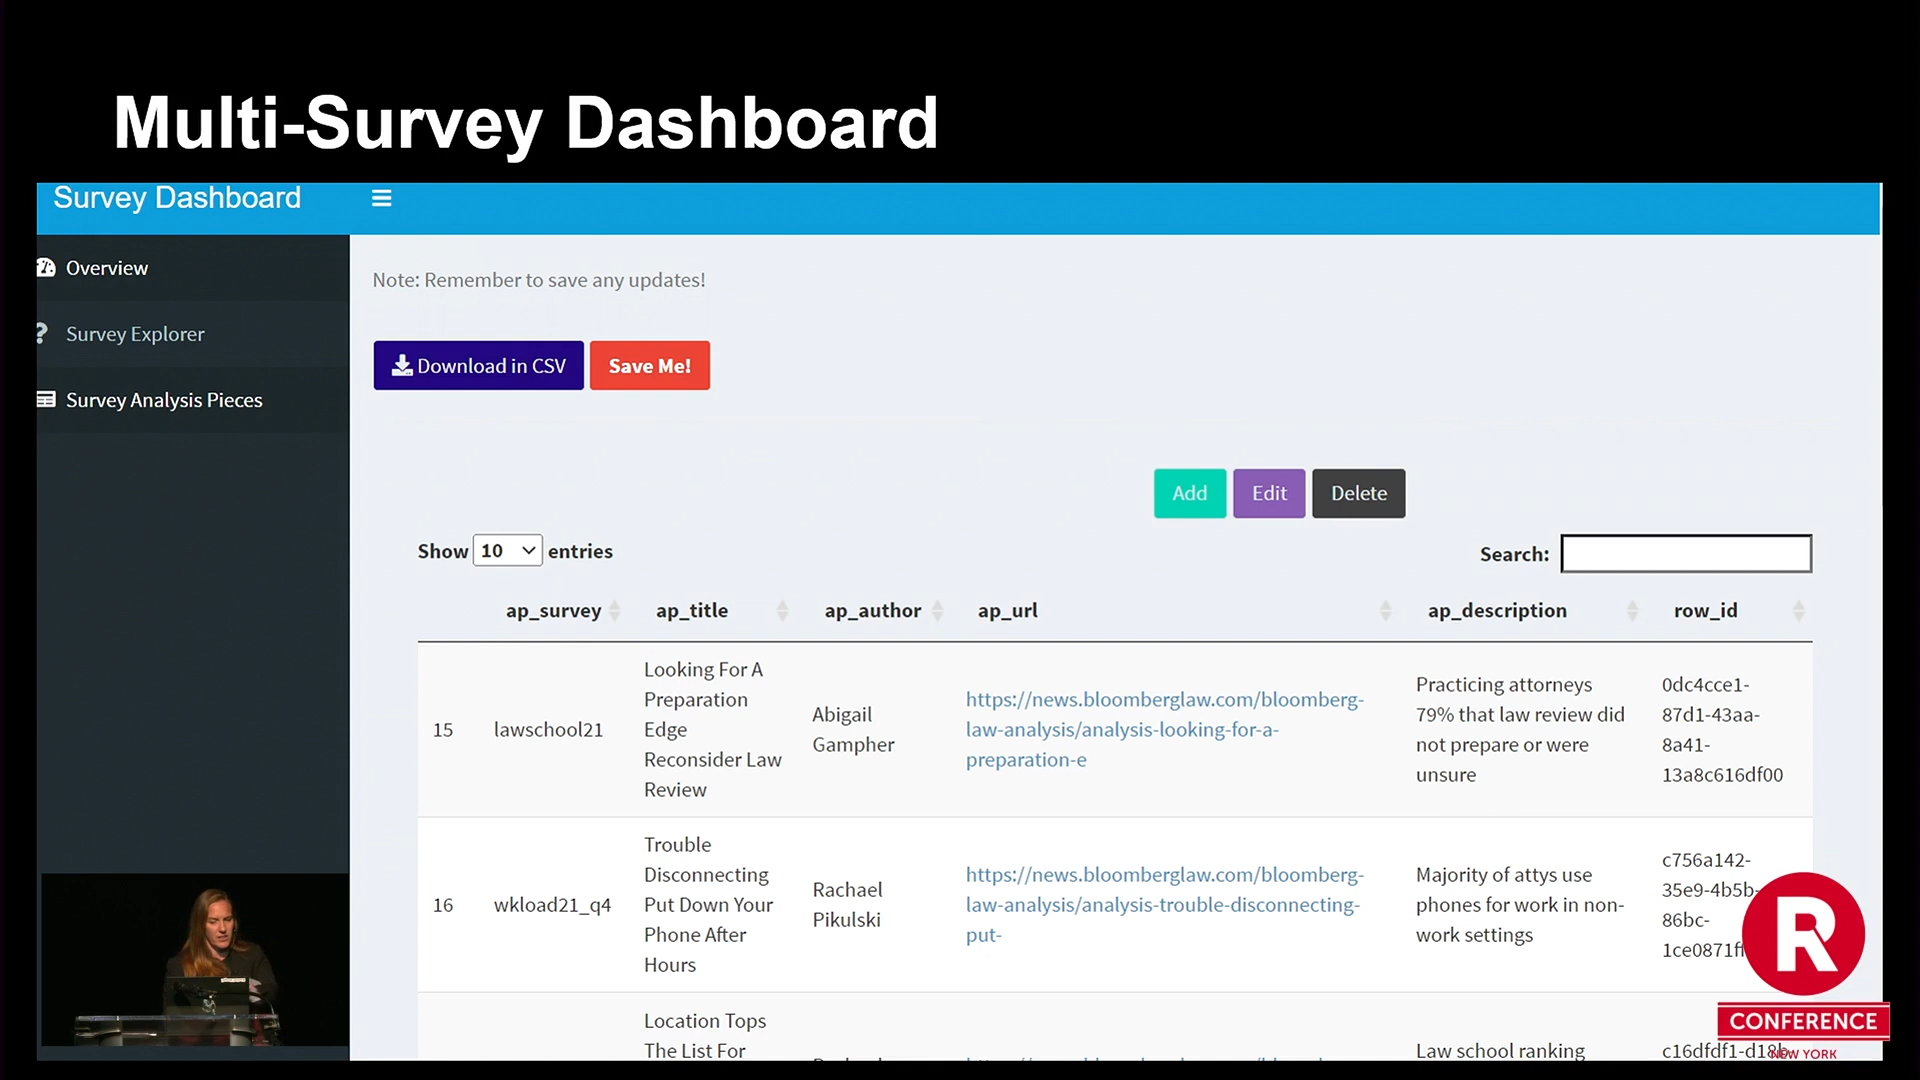 Multi-Survey Dashboard
Survey Dashboard
Overview
Survey Explorer
Survey Analysis Pieces
Note: Remember to save any updates!
Download in CSV
Save Me!
Add
Edit
Delete
Show 10 entries
Search:
ap_survey ap_title ap_author ap_url ap_description row_id
15
lawschool21
Looking For A
Preparation
Edge
Reconsider Law
Review
Abigail
Gampher
https://news.bloomberglaw.com/bloomberg-
law-analysis/analysis-looking-for-a-
preparation-e
Practicing attorneys
79% that law review did
not prepare or were
unsure
0dc4cce1-
87d1-43aa-
8a41-
13a8c616df00
16
wkload21_q4
Trouble
Disconnecting
Put Down Your
Phone After
Hours
Rachael
Pikulski
https://news.bloomberglaw.com/bloomberg-
law-analysis/analysis-trouble-disconnecting-
put-
Majority of attys use
phones for work in non-
work settings
c756a142-
35e9-4b5b-
86bc-
Location Tops
The List For
Law school ranking
R
CONFERENCE
NEW YORK